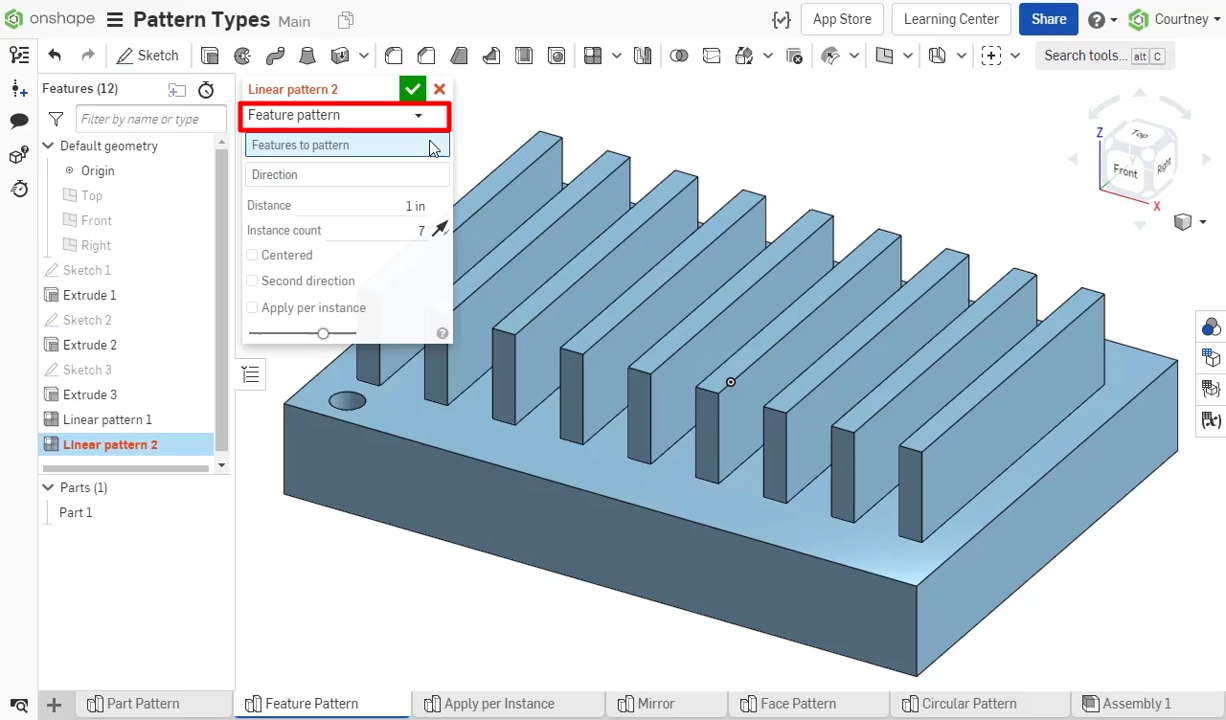 onshape Pattern Types Main App Store Learning Center Share Courtney
Sketch Search tools... alt C
Features (12)
Filter by name or type
Default geometry
Origin
Top
Front
Right
Sketch 1
Extrude 1
Sketch 2
Extrude 2
Sketch 3
Extrude 3
Linear pattern 1
Linear pattern 2
Parts (1)
Part 1
Linear pattern 2
Feature pattern
Features to pattern
Direction
Distance 1 in
Instance count 7
Centered
Second direction
Apply per instance
Z
Top
Front
Right
X
(x)
Part Pattern Feature Pattern Apply per Instance Mirror Face Pattern Circular Pattern Assembly 1